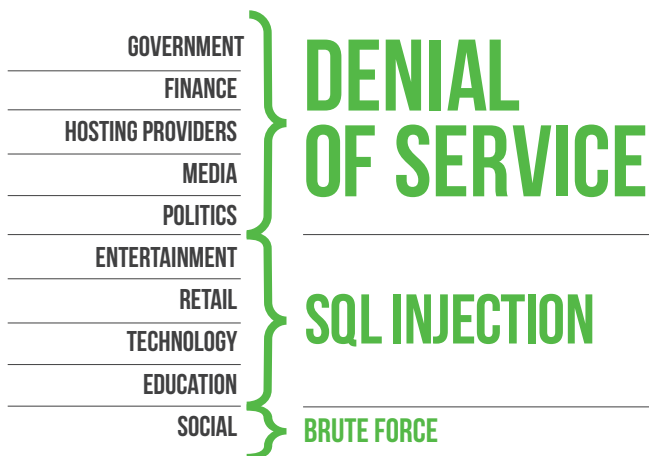 GOVERNMENT
FINANCE
HOSTING PROVIDERS
MEDIA
POLITICS
DENIAL
OF SERVICE
ENTERTAINMENT
RETAIL
TECHNOLOGY
EDUCATION
SQL INJECTION
SOCIAL
BRUTE FORCE